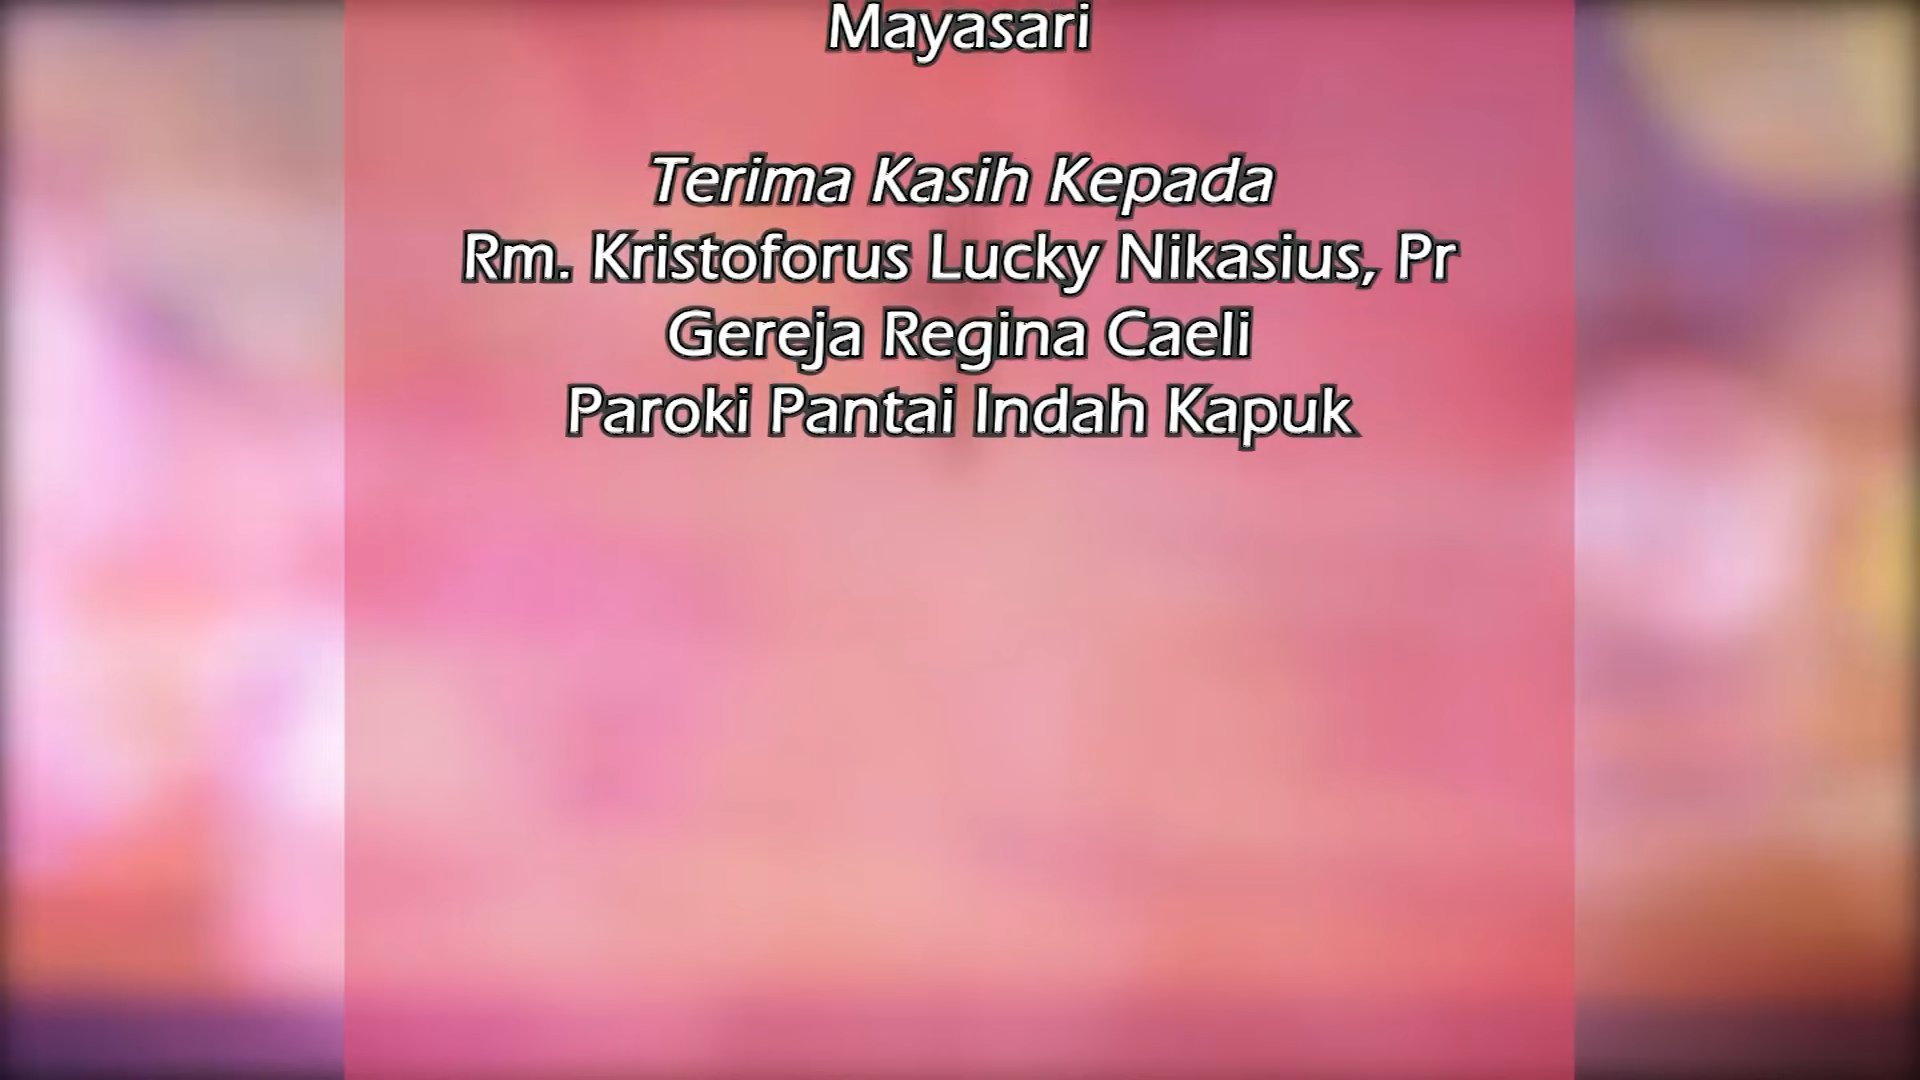 Mayasari
Terima Kasih Kepada
Rm. Kristoforus Lucky Nikasius, Pr
Gereja Regina Caeli
Paroki Pantai Indah Kapuk